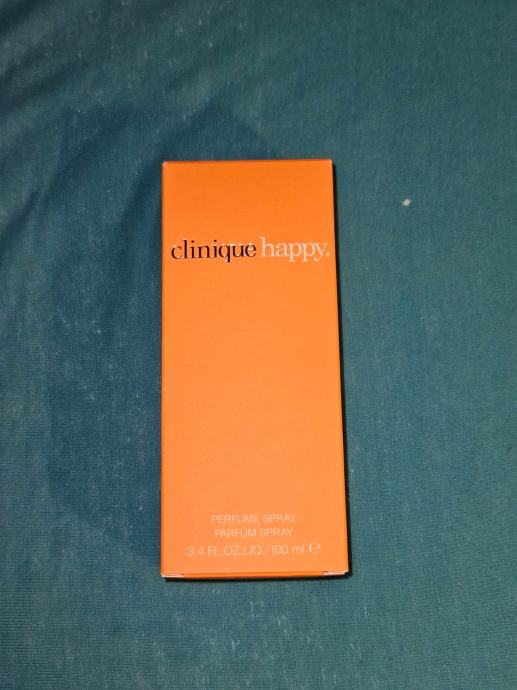 clinique happy.
PERFUME SPRAY
PARFUM SPRAY
3.4 FL.OZ.LIQ./100 ml ℮